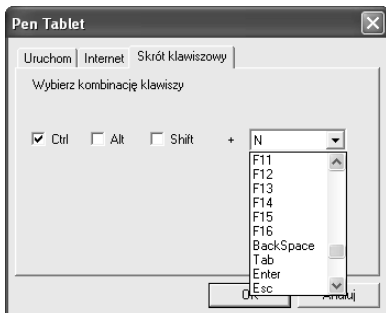 Pen Tablet
Uruchom Internet Skrót klawiszowy
Wybierz kombinację klawiszy
Ctrl Alt Shift + N
F11
F12
F13
F14
F15
F16
BackSpace
Tab
Enter
Esc